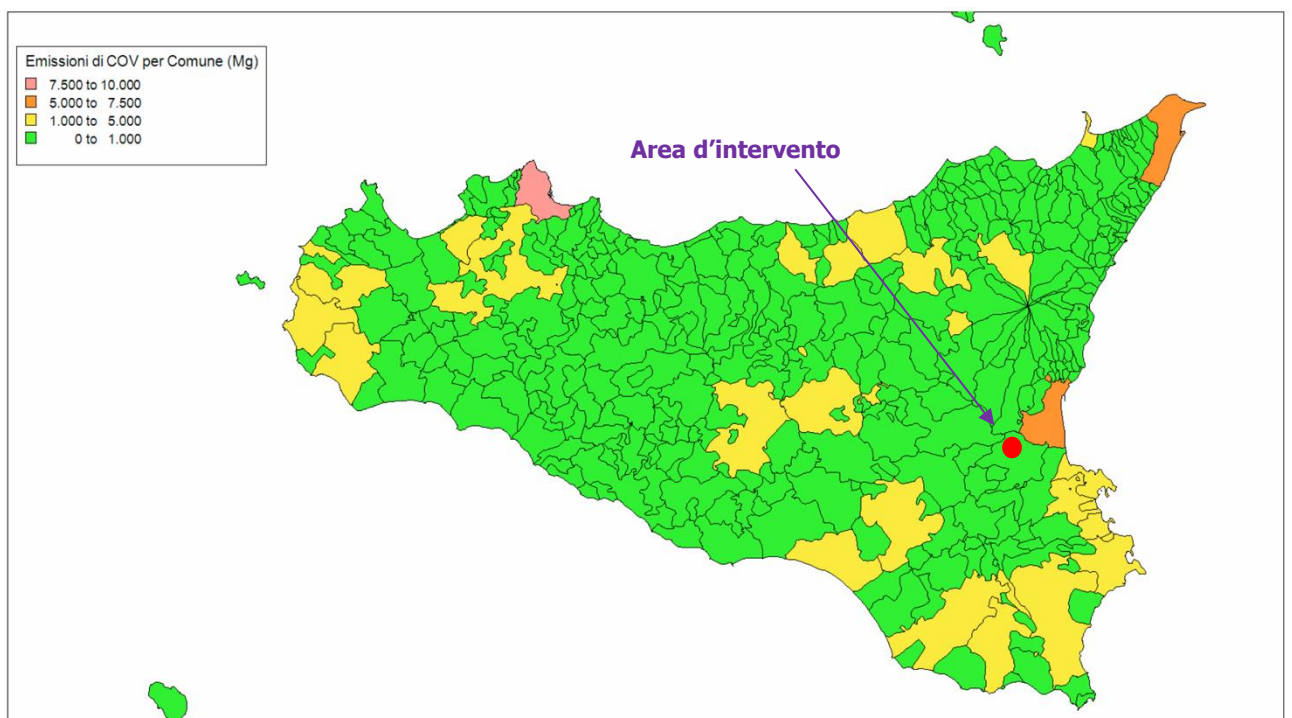 Emissioni di COV per Comune (Mg)
7.500 to 10.000
5.000 to 7.500
1.000 to 5.000
0 to 1.000
Area d’intervento